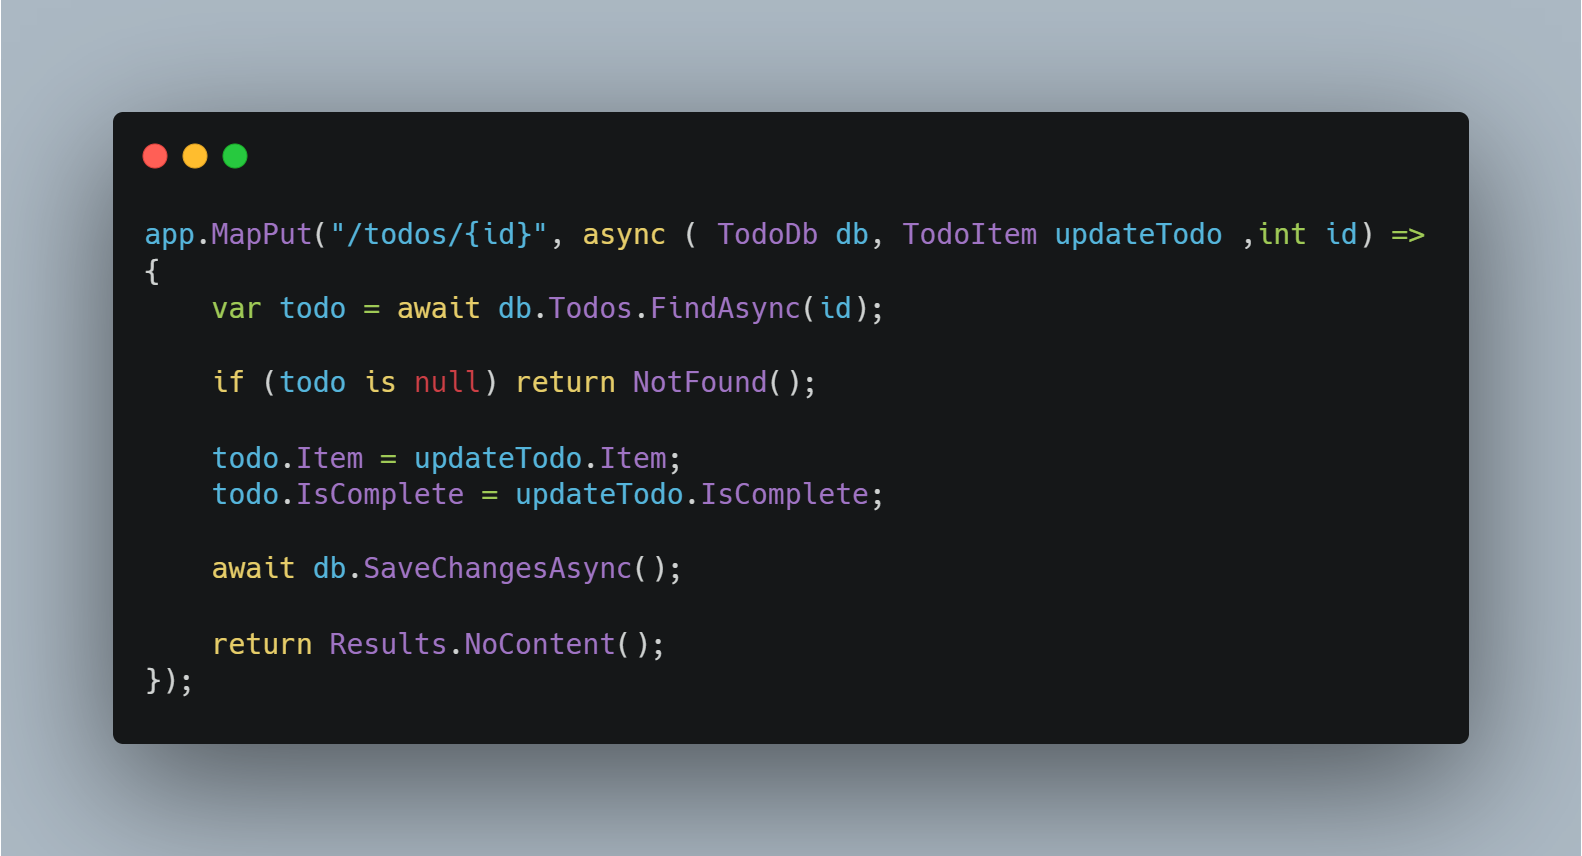 app.MapPut("/todos/{id}", async ( TodoDb db, TodoItem updateTodo ,int id) =>
{
    var todo = await db.Todos.FindAsync(id);
    if (todo is null) return NotFound();
    todo.Item = updateTodo.Item;
    todo.IsComplete = updateTodo.IsComplete;
    await db.SaveChangesAsync();
    return Results.NoContent();
});